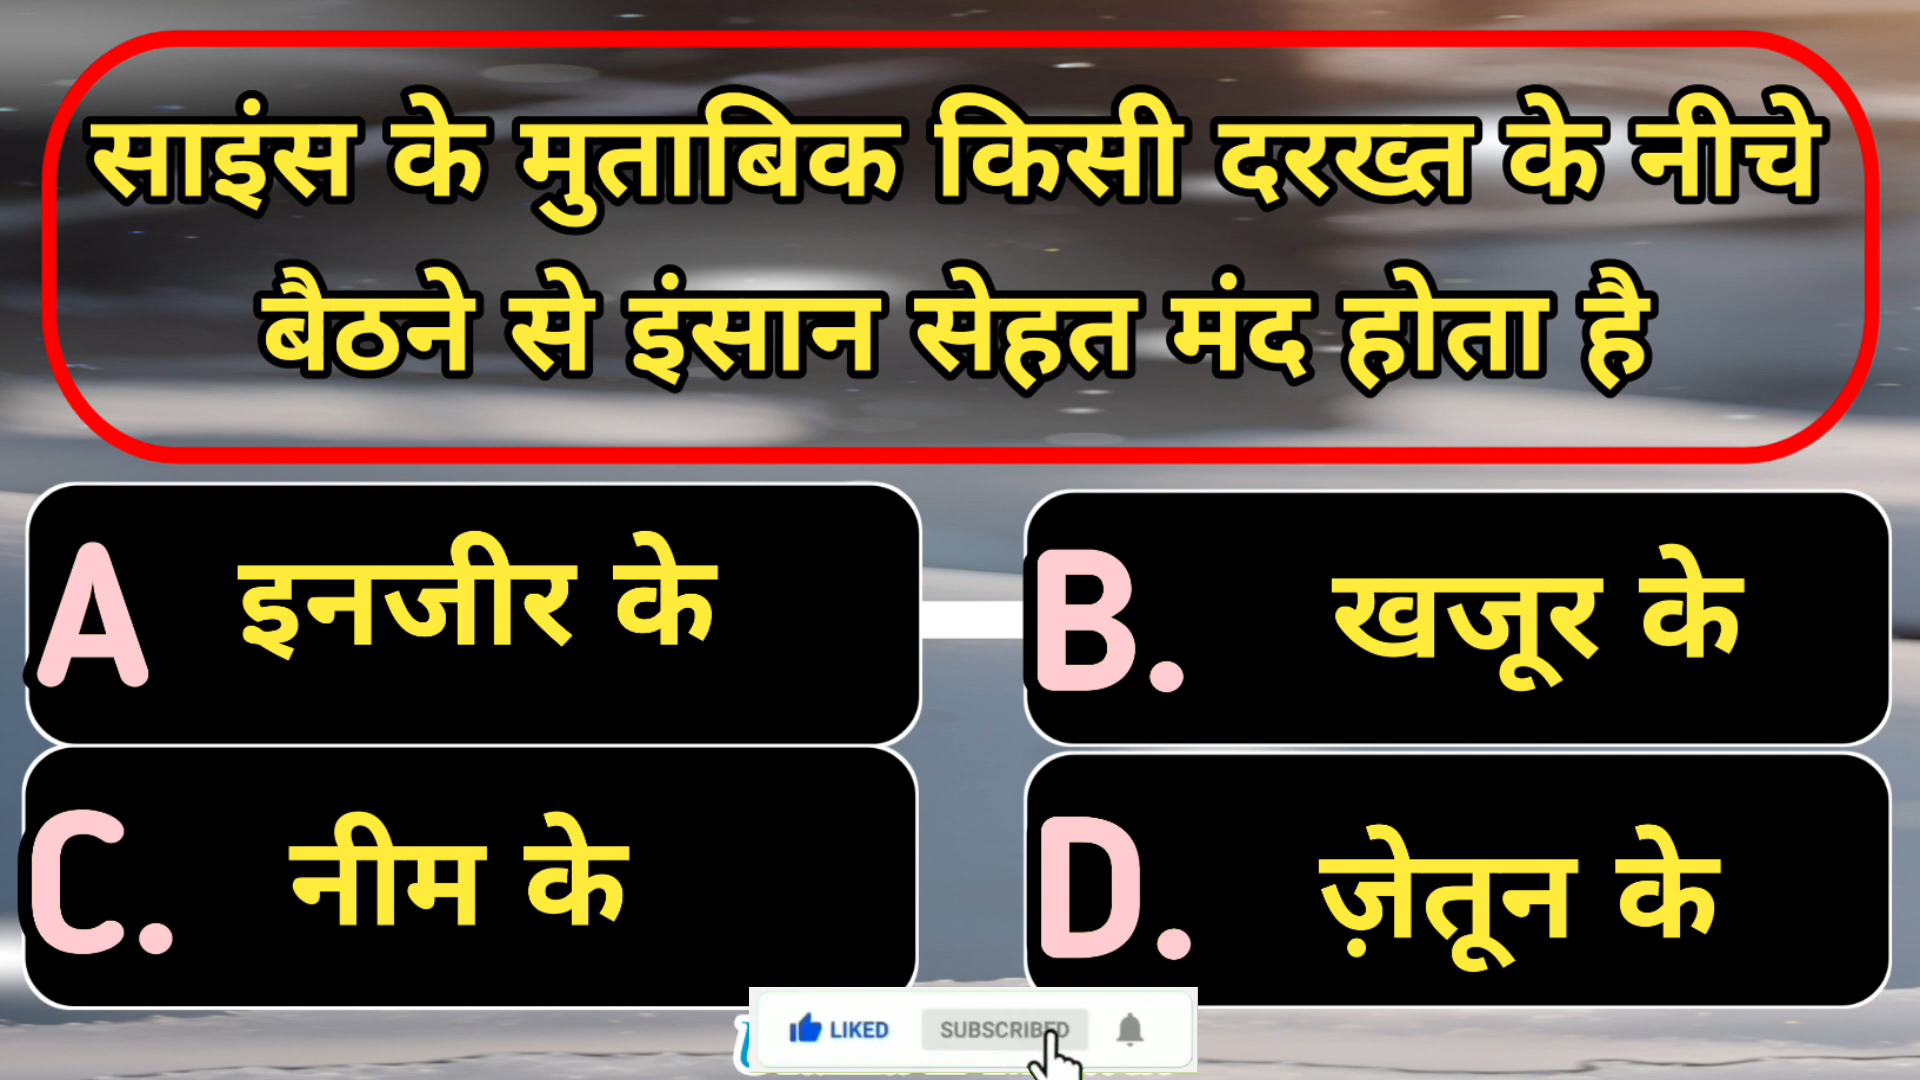 साइंस के मुताबिक किसी दरख्त के नीचे
बैठने से इंसान सेहत मंद होता है
A इनजीर के
B. खजूर के
C. नीम के
D. ज़ेतून के
LIKED SUBSCRIBED